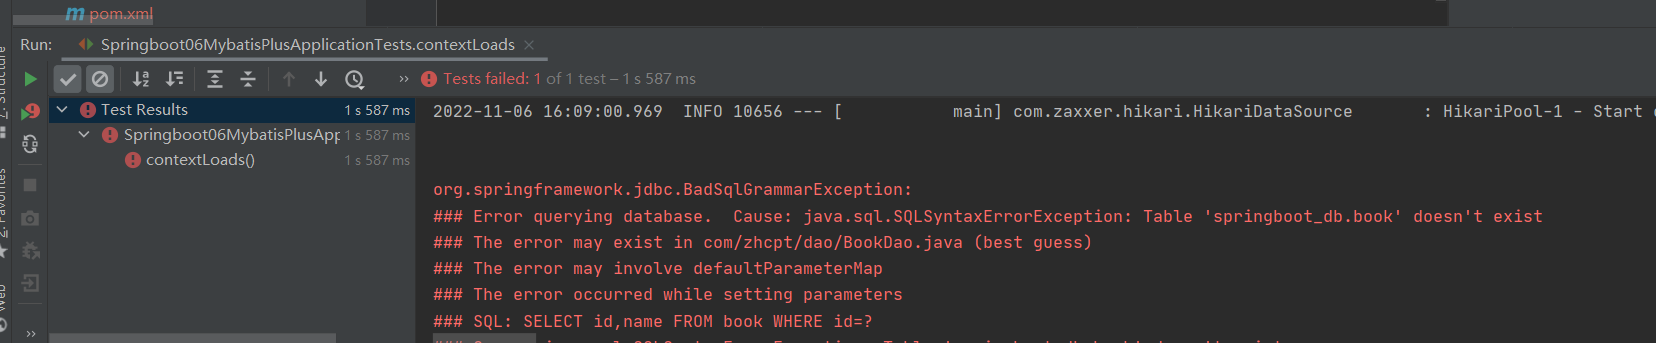 pom.xml
Run: Springboot06MybatisPlusApplicationTests.contextLoads ×
Tests failed: 1 of 1 test – 1 s 587 ms
Test Results 1 s 587 ms
Springboot06MybatisPlusApp 1 s 587 ms
contextLoads() 1 s 587 ms
2022-11-06 16:09:00.969 INFO 10656 --- [ main] com.zaxxer.hikari.HikariDataSource : HikariPool-1 - Start
org.springframework.jdbc.BadSqlGrammarException:
### Error querying database. Cause: java.sql.SQLSyntaxErrorException: Table 'springboot_db.book' doesn't exist
### The error may exist in com/zhcpt/dao/BookDao.java (best guess)
### The error may involve defaultParameterMap
### The error occurred while setting parameters
### SQL: SELECT id,name FROM book WHERE id=?
Structure
2: Favorites
Web